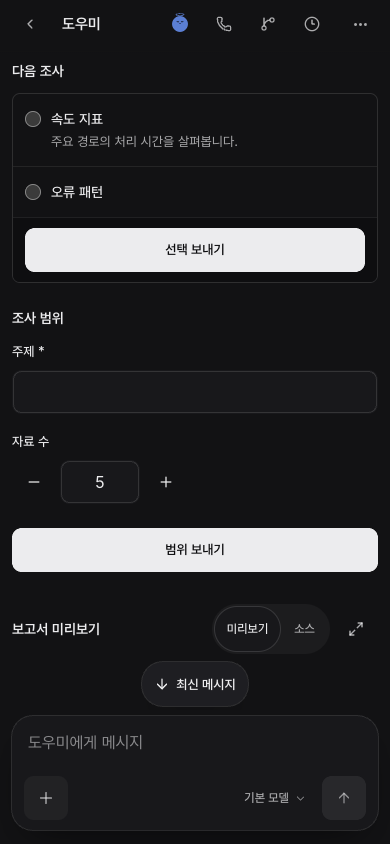 도우미
다음 조사
속도 지표
주요 경로의 처리 시간을 살펴봅니다.
오류 패턴
선택 보내기
조사 범위
주제 *
자료 수
5
범위 보내기
보고서 미리보기
미리보기
소스
최신 메시지
도우미에게 메시지
기본 모델